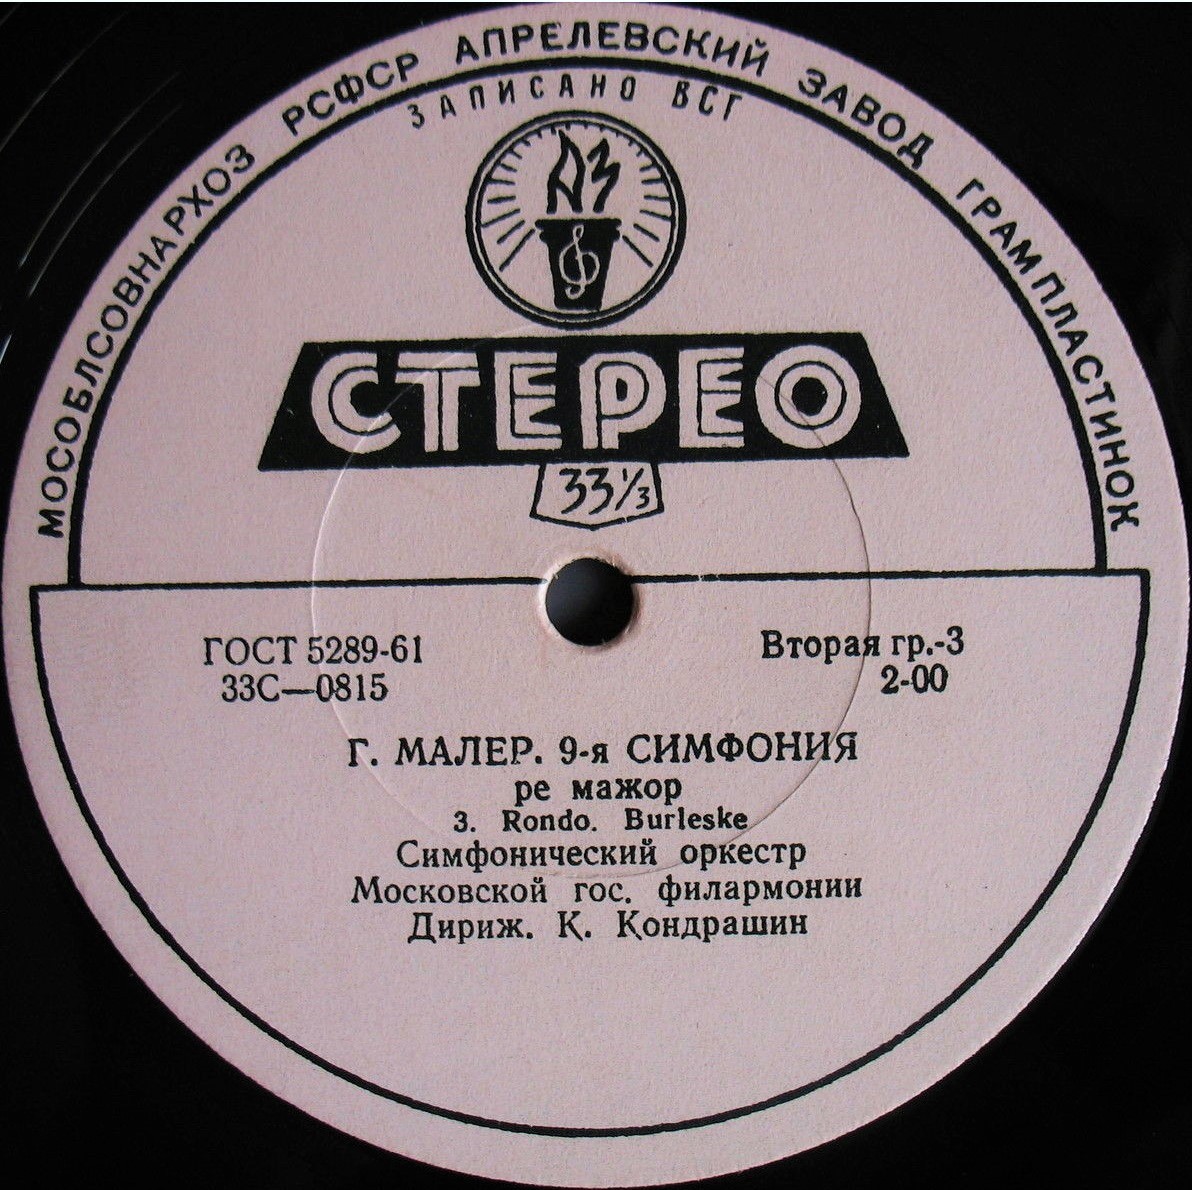 МОСОБЛСОВНАРХОЗ РСФСР АПРЕЛЕВСКИЙ ЗАВОД ГРАМПЛАСТИНОК
ЗАПИСАНО ВСГ
АЗ
СТЕРЕО
33⅓
ГОСТ 5289-61
33С—0815
Вторая гр.-3
2-00
Г. МАЛЕР. 9-я СИМФОНИЯ
ре мажор
3. Rondo. Burleske
Симфонический оркестр
Московской гос. филармонии
Дириж. К. Кондрашин